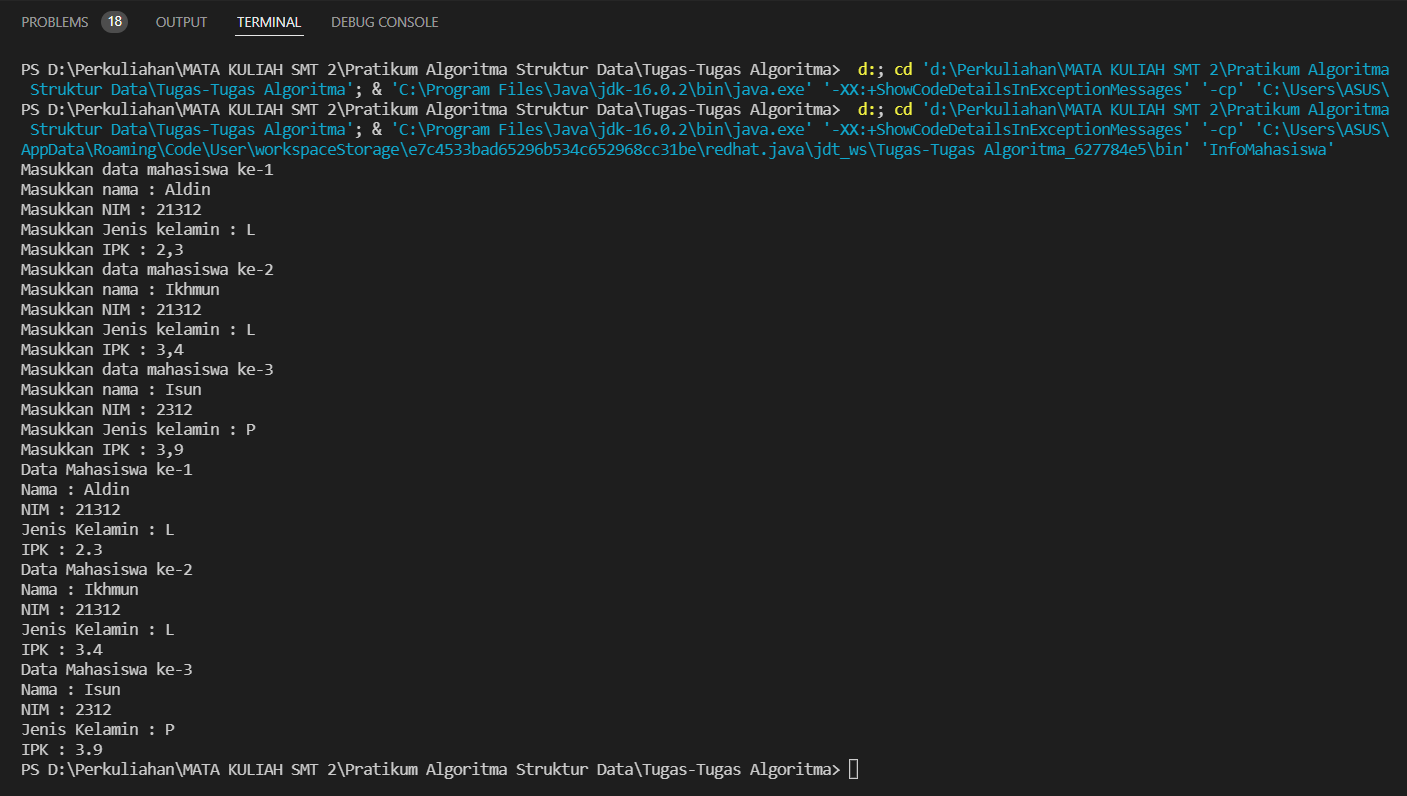 PROBLEMS 18 OUTPUT TERMINAL DEBUG CONSOLE
PS D:\Perkuliahan\MATA KULIAH SMT 2\Pratikum Algoritma Struktur Data\Tugas-Tugas Algoritma>  d:; cd 'd:\Perkuliahan\MATA KULIAH SMT 2\Pratikum Algoritma
 Struktur Data\Tugas-Tugas Algoritma'; & 'C:\Program Files\Java\jdk-16.0.2\bin\java.exe' '-XX:+ShowCodeDetailsInExceptionMessages' '-cp' 'C:\Users\ASUS\
PS D:\Perkuliahan\MATA KULIAH SMT 2\Pratikum Algoritma Struktur Data\Tugas-Tugas Algoritma>  d:; cd 'd:\Perkuliahan\MATA KULIAH SMT 2\Pratikum Algoritma
 Struktur Data\Tugas-Tugas Algoritma'; & 'C:\Program Files\Java\jdk-16.0.2\bin\java.exe' '-XX:+ShowCodeDetailsInExceptionMessages' '-cp' 'C:\Users\ASUS\
AppData\Roaming\Code\User\workspaceStorage\e7c4533bad65296b534c652968cc31be\redhat.java\jdt_ws\Tugas-Tugas Algoritma_627784e5\bin' 'InfoMahasiswa'
Masukkan data mahasiswa ke-1
Masukkan nama : Aldin
Masukkan NIM : 21312
Masukkan Jenis kelamin : L
Masukkan IPK : 2,3
Masukkan data mahasiswa ke-2
Masukkan nama : Ikhmun
Masukkan NIM : 21312
Masukkan Jenis kelamin : L
Masukkan IPK : 3,4
Masukkan data mahasiswa ke-3
Masukkan nama : Isun
Masukkan NIM : 2312
Masukkan Jenis kelamin : P
Masukkan IPK : 3,9
Data Mahasiswa ke-1
Nama : Aldin
NIM : 21312
Jenis Kelamin : L
IPK : 2.3
Data Mahasiswa ke-2
Nama : Ikhmun
NIM : 21312
Jenis Kelamin : L
IPK : 3.4
Data Mahasiswa ke-3
Nama : Isun
NIM : 2312
Jenis Kelamin : P
IPK : 3.9
PS D:\Perkuliahan\MATA KULIAH SMT 2\Pratikum Algoritma Struktur Data\Tugas-Tugas Algoritma>